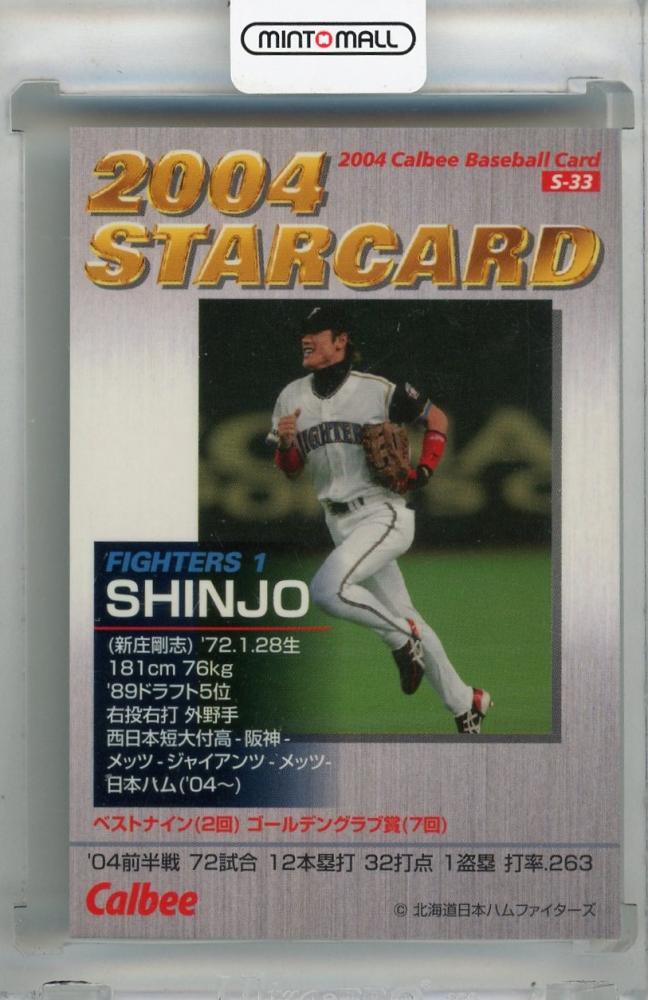 MINTMALL
2004 Calbee Baseball Card
S-33
2004
STARCARD
FIGHTERS
FIGHTERS 1
SHINJO
(新庄剛志) '72.1.28生
181cm 76kg
'89ドラフト5位
右投右打 外野手
西日本短大付高-阪神-
メッツ-ジャイアンツ-メッツ-
日本ハム('04〜)
ベストナイン(2回) ゴールデングラブ賞(7回)
'04前半戦 72試合 12本塁打 32打点 1盗塁 打率.263
Calbee
© 北海道日本ハムファイターズ